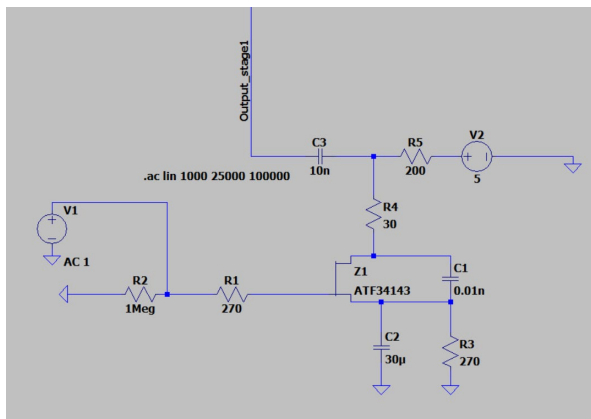 Output_stage1
C3
10n
R5
200
V2
5
.ac lin 1000 25000 100000
R4
30
V1
AC 1
Z1
ATF34143
C1
0.01n
R2
1Meg
R1
270
C2
30µ
R3
270